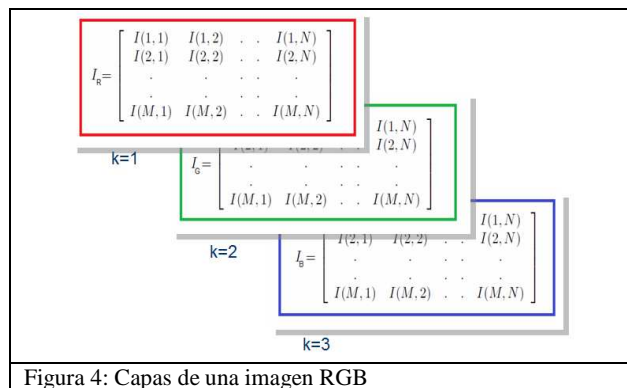 I(1,1) I(1,2) . . I(1,N)
I(2,1) I(2,2) . . I(2,N)
I_R= . . . . .
. . . . .
I(M,1) I(M,2) . . I(M,N)
k=1
I(1,N)
I(2,N)
I_G= . . . . .
. . . . .
I(M,1) I(M,2) . . I(M,N)
k=2
I(1,N)
I(2,1) I(2,2) . . I(2,N)
I_B= . . . . .
. . . . .
I(M,1) I(M,2) . . I(M,N)
k=3
Figura 4: Capas de una imagen RGB